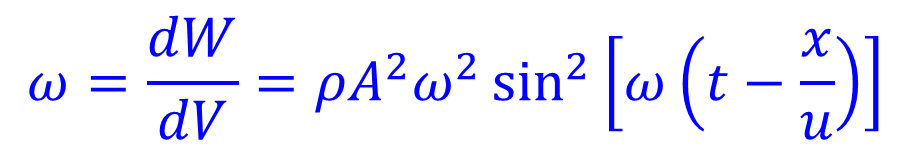 ω = dW/dV = ρA²ω² sin² [ω (t − x/u)]